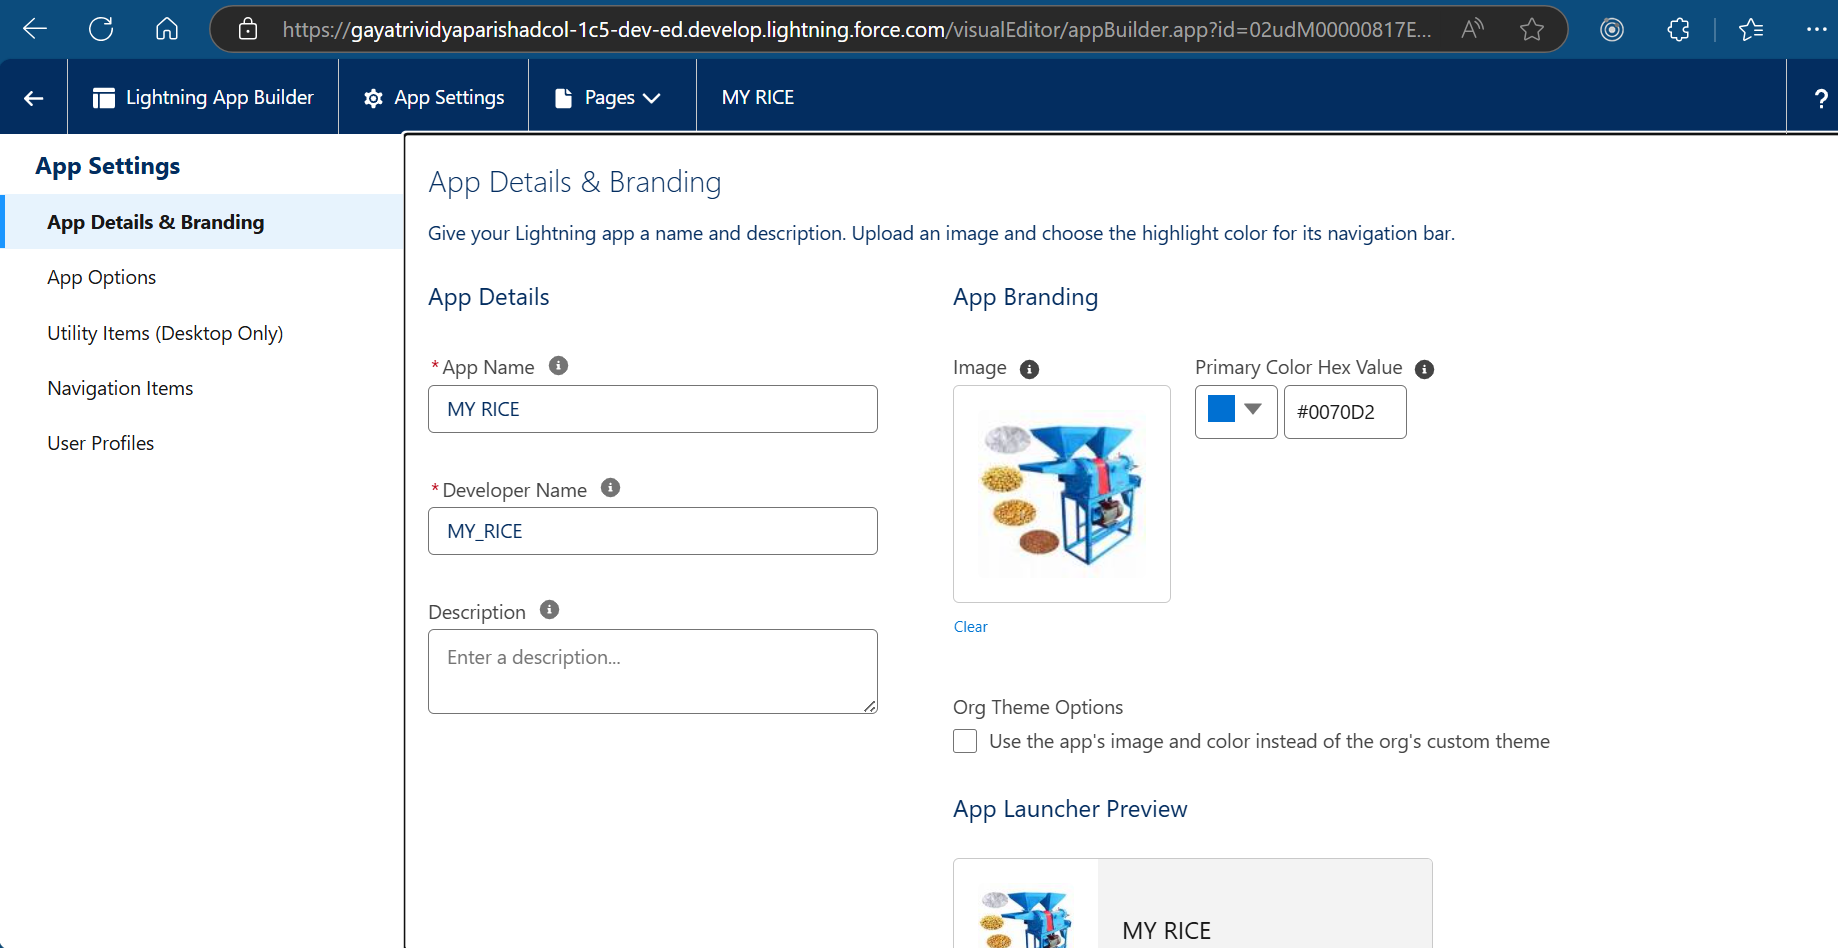 https://gayatrividyaparishadcol-1c5-dev-ed.develop.lightning.force.com/visualEditor/appBuilder.app?id=02udM00000817E...
Lightning App Builder
App Settings
Pages
MY RICE
?
App Settings
App Details & Branding
App Options
Utility Items (Desktop Only)
Navigation Items
User Profiles
App Details & Branding
Give your Lightning app a name and description. Upload an image and choose the highlight color for its navigation bar.
App Details
*App Name
MY RICE
*Developer Name
MY_RICE
Description
Enter a description...
App Branding
Image
Clear
Primary Color Hex Value
#0070D2
Org Theme Options
Use the app's image and color instead of the org's custom theme
App Launcher Preview
MY RICE